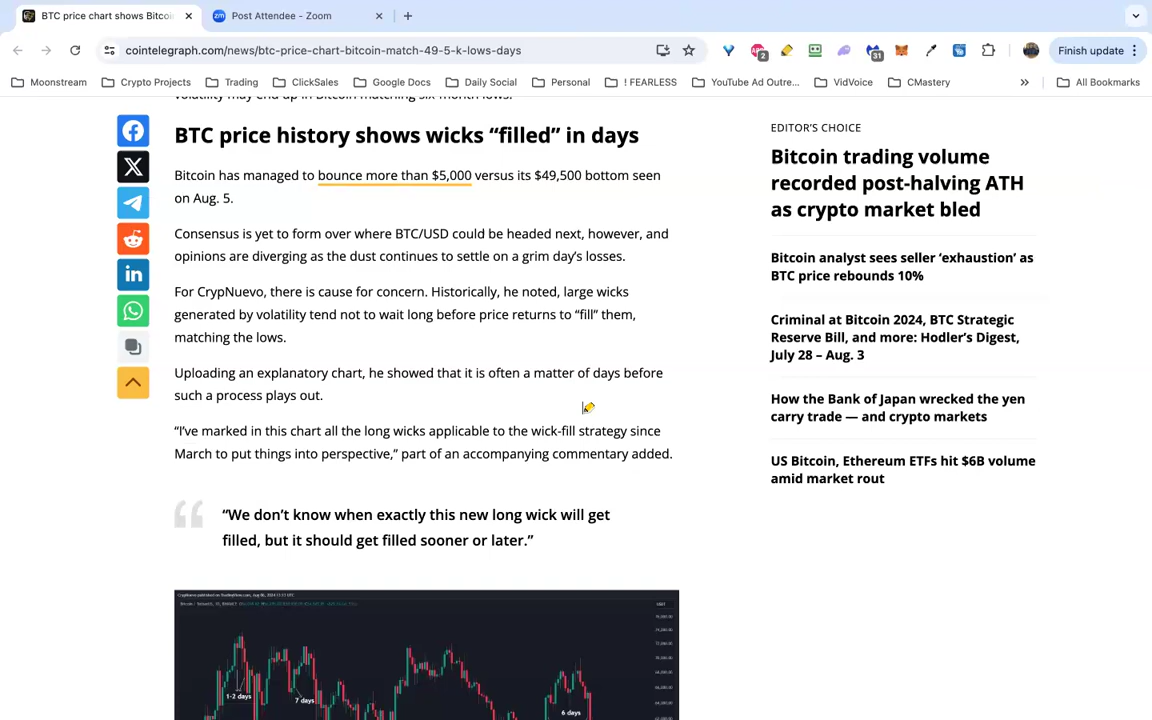 BTC price chart shows Bitcoi
Post Attendee - Zoom
cointelegraph.com/news/btc-price-chart-bitcoin-match-49-5-k-lows-days
2
31
Finish update
Moonstream
Crypto Projects
Trading
ClickSales
Google Docs
Daily Social
Personal
! FEARLESS
YouTube Ad Outre...
VidVoice
CMastery
»
All Bookmarks
volatility may end up in Bitcoin matching six-month lows.
BTC price history shows wicks “filled” in days
Bitcoin has managed to bounce more than $5,000 versus its $49,500 bottom seen
on Aug. 5.
Consensus is yet to form over where BTC/USD could be headed next, however, and
opinions are diverging as the dust continues to settle on a grim day’s losses.
For CrypNuevo, there is cause for concern. Historically, he noted, large wicks
generated by volatility tend not to wait long before price returns to “fill” them,
matching the lows.
Uploading an explanatory chart, he showed that it is often a matter of days before
such a process plays out.
“I’ve marked in this chart all the long wicks applicable to the wick-fill strategy since
March to put things into perspective,” part of an accompanying commentary added.
“We don’t know when exactly this new long wick will get
filled, but it should get filled sooner or later.”
1-2 days
7 days
6 days
EDITOR’S CHOICE
Bitcoin trading volume
recorded post-halving ATH
as crypto market bled
Bitcoin analyst sees seller ‘exhaustion’ as
BTC price rebounds 10%
Criminal at Bitcoin 2024, BTC Strategic
Reserve Bill, and more: Hodler’s Digest,
July 28 – Aug. 3
How the Bank of Japan wrecked the yen
carry trade — and crypto markets
US Bitcoin, Ethereum ETFs hit $6B volume
amid market rout